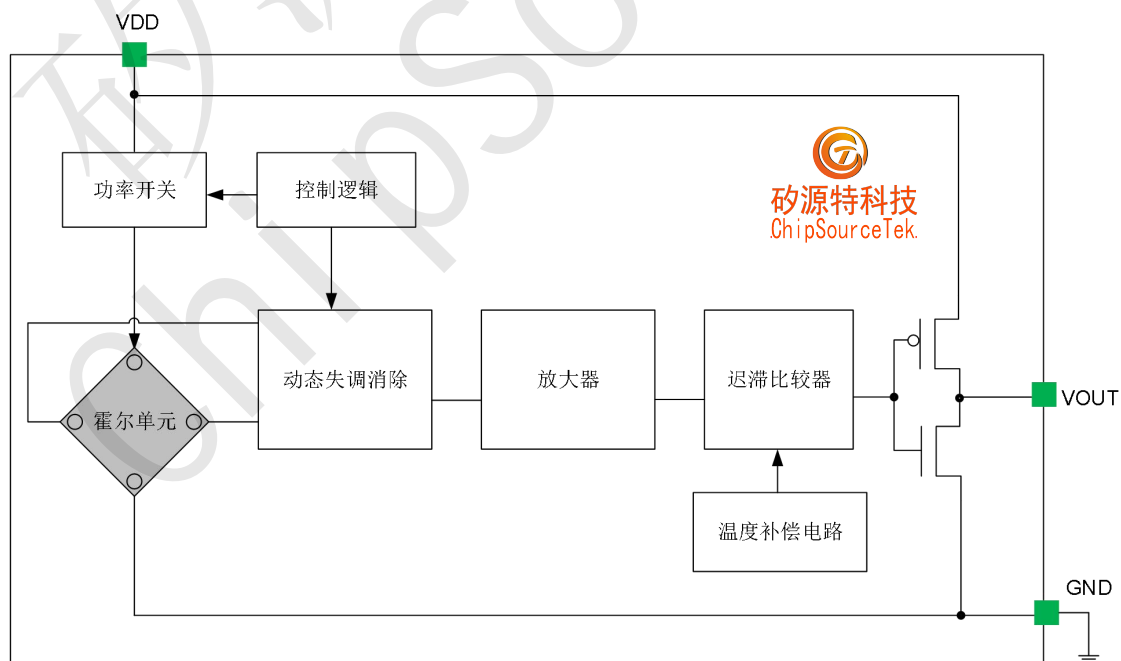 VDD
功率开关
控制逻辑
矽源特科技
ChipSourceTek.
动态失调消除
放大器
迟滞比较器
霍尔单元
VOUT
温度补偿电路
GND
矽
ChipSo